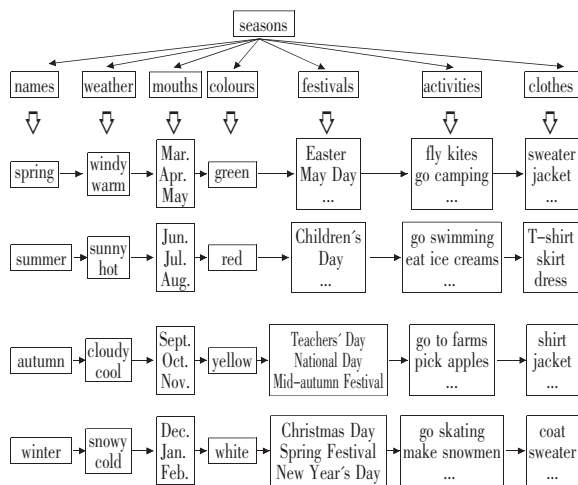 seasons
names weather mouths colours festivals activities clothes
spring
windy
warm
Mar.
Apr.
May
green
Easter
May Day
...
fly kites
go camping
...
sweater
jacket
...
summer
sunny
hot
Jun.
Jul.
Aug.
red
Children's
Day
...
go swimming
eat ice creams
...
T-shirt
skirt
dress
autumn
cloudy
cool
Sept.
Oct.
Nov.
yellow
Teachers' Day
National Day
Mid-autumn Festival
go to farms
pick apples
...
shirt
jacket
...
winter
snowy
cold
Dec.
Jan.
Feb.
white
Christmas Day
Spring Festival
New Year's Day
go skating
make snowmen
...
coat
sweater
...